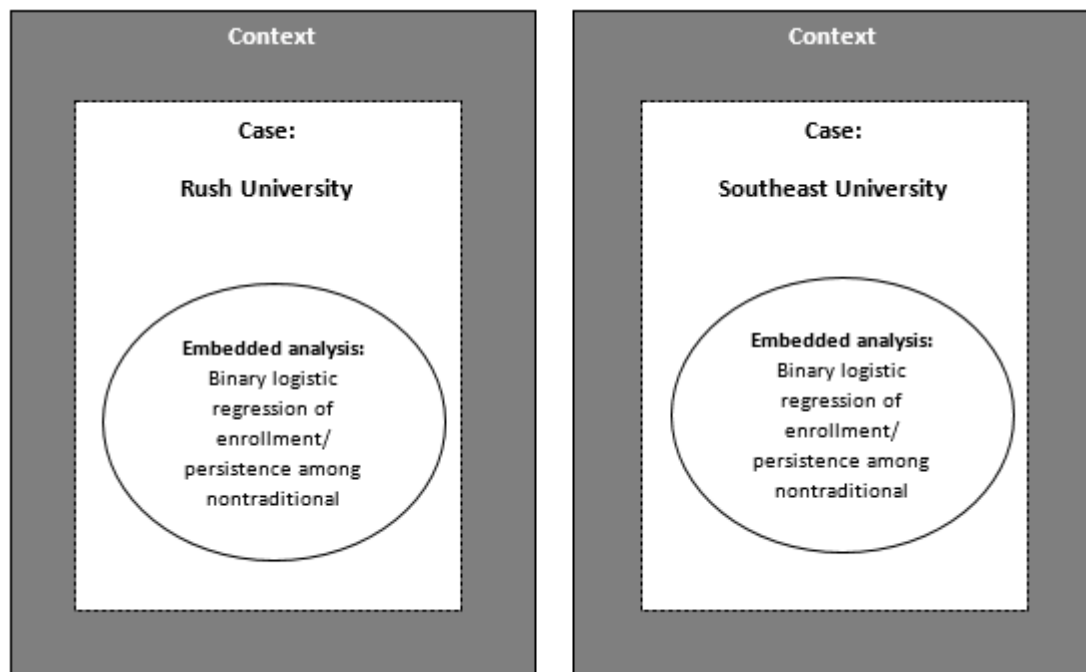 Context
Case:
Rush University
Embedded analysis:
Binary logistic
regression of
enrollment/
persistence among
nontraditional
Context
Case:
Southeast University
Embedded analysis:
Binary logistic
regression of
enrollment/
persistence among
nontraditional